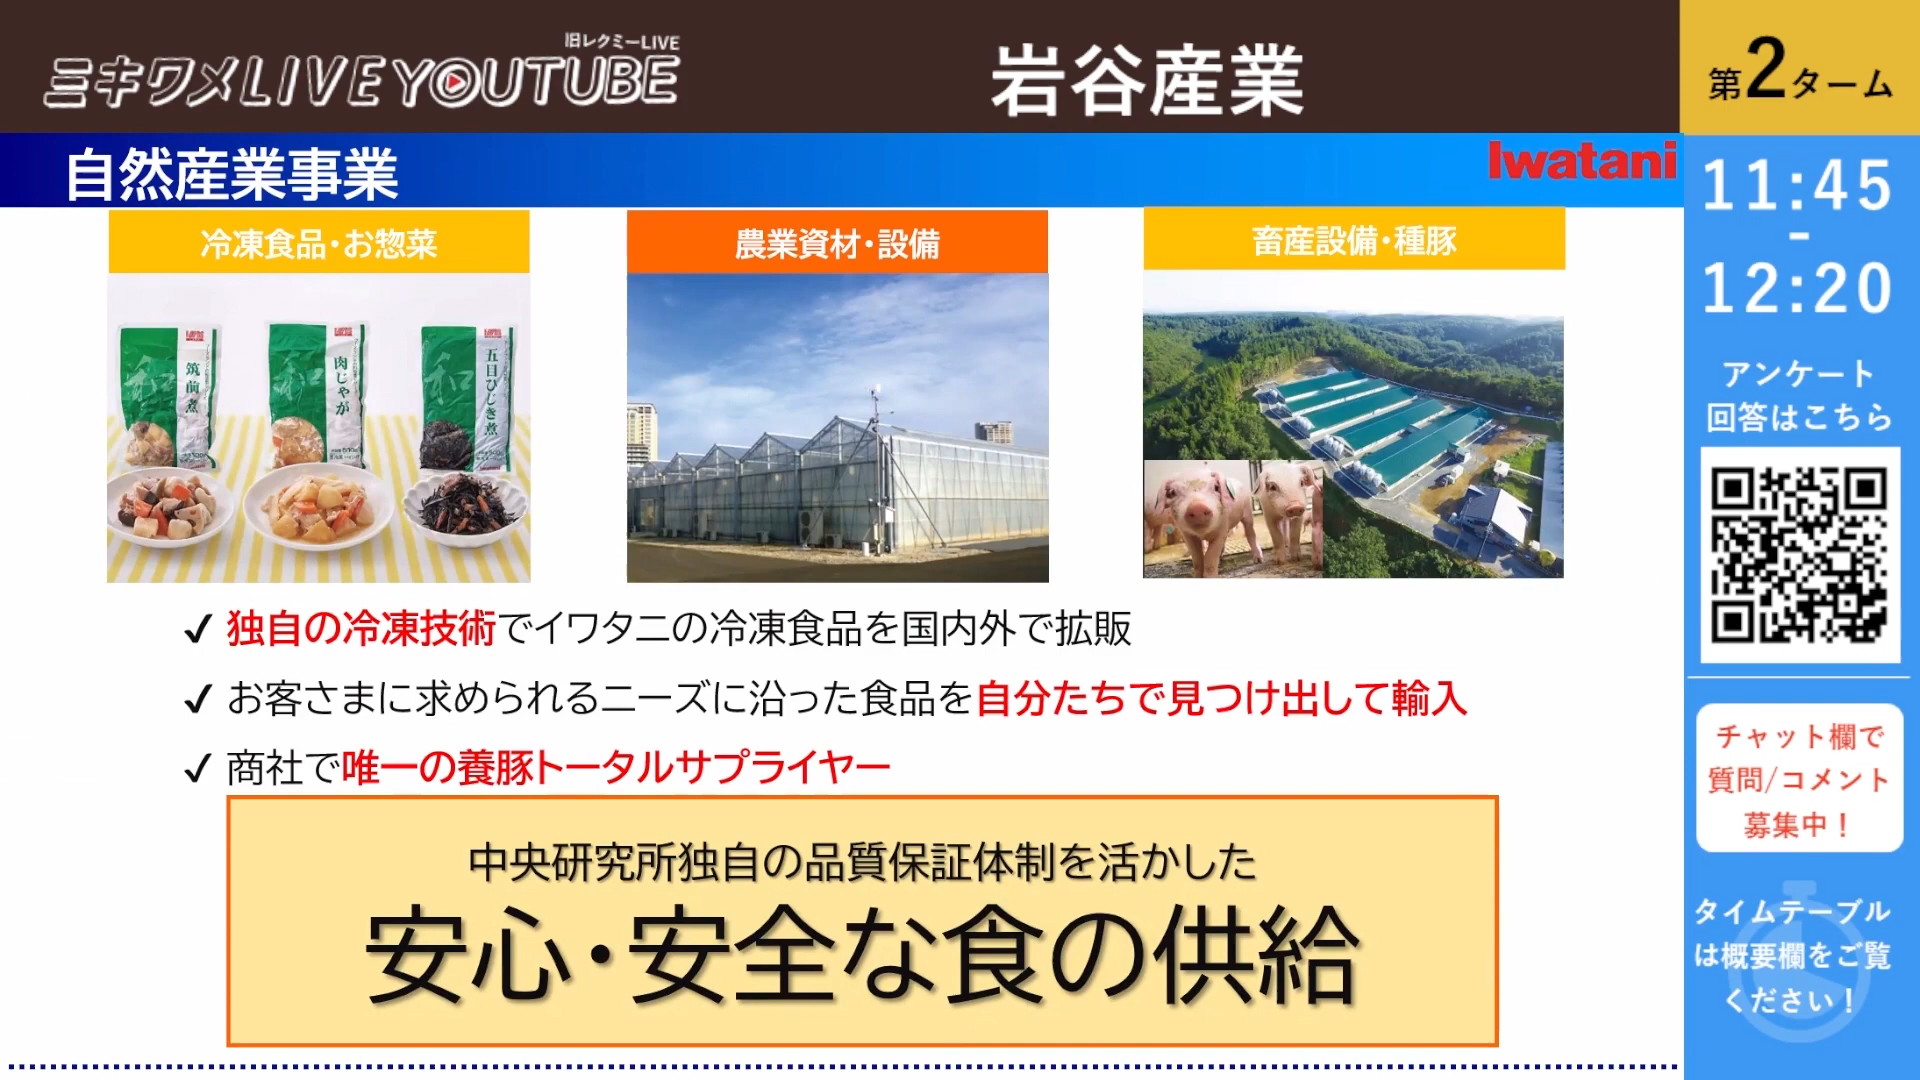 旧レクミーLIVE
ミキワメLIVE YOUTUBE
岩谷産業
第2ターム
自然産業事業
Iwatani
11:45
-
12:20
冷凍食品・お惣菜
農業資材・設備
畜産設備・種豚
和
筑前煮
和
肉じゃが
和
五目ひじき煮
アンケート
回答はこちら
✓ 独自の冷凍技術でイワタニの冷凍食品を国内外で拡販
✓ お客さまに求められるニーズに沿った食品を自分たちで見つけ出して輸入
✓ 商社で唯一の養豚トータルサプライヤー
中央研究所独自の品質保証体制を活かした
安心・安全な食の供給
チャット欄で
質問/コメント
募集中！
タイムテーブル
は概要欄をご覧
ください！